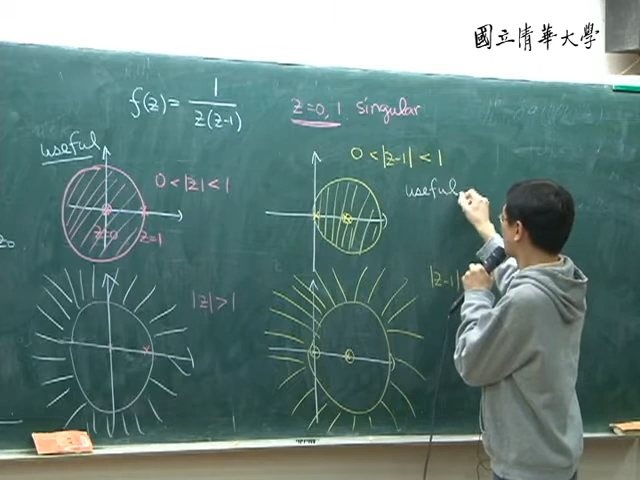 國立清華大學
f(z) = 1/z(z-1)
z=0, 1 singular
useful
0 < |z| < 1
z=0
z=1
0 < |z-1| < 1
useful
z₀
|z| > 1
|z-1|